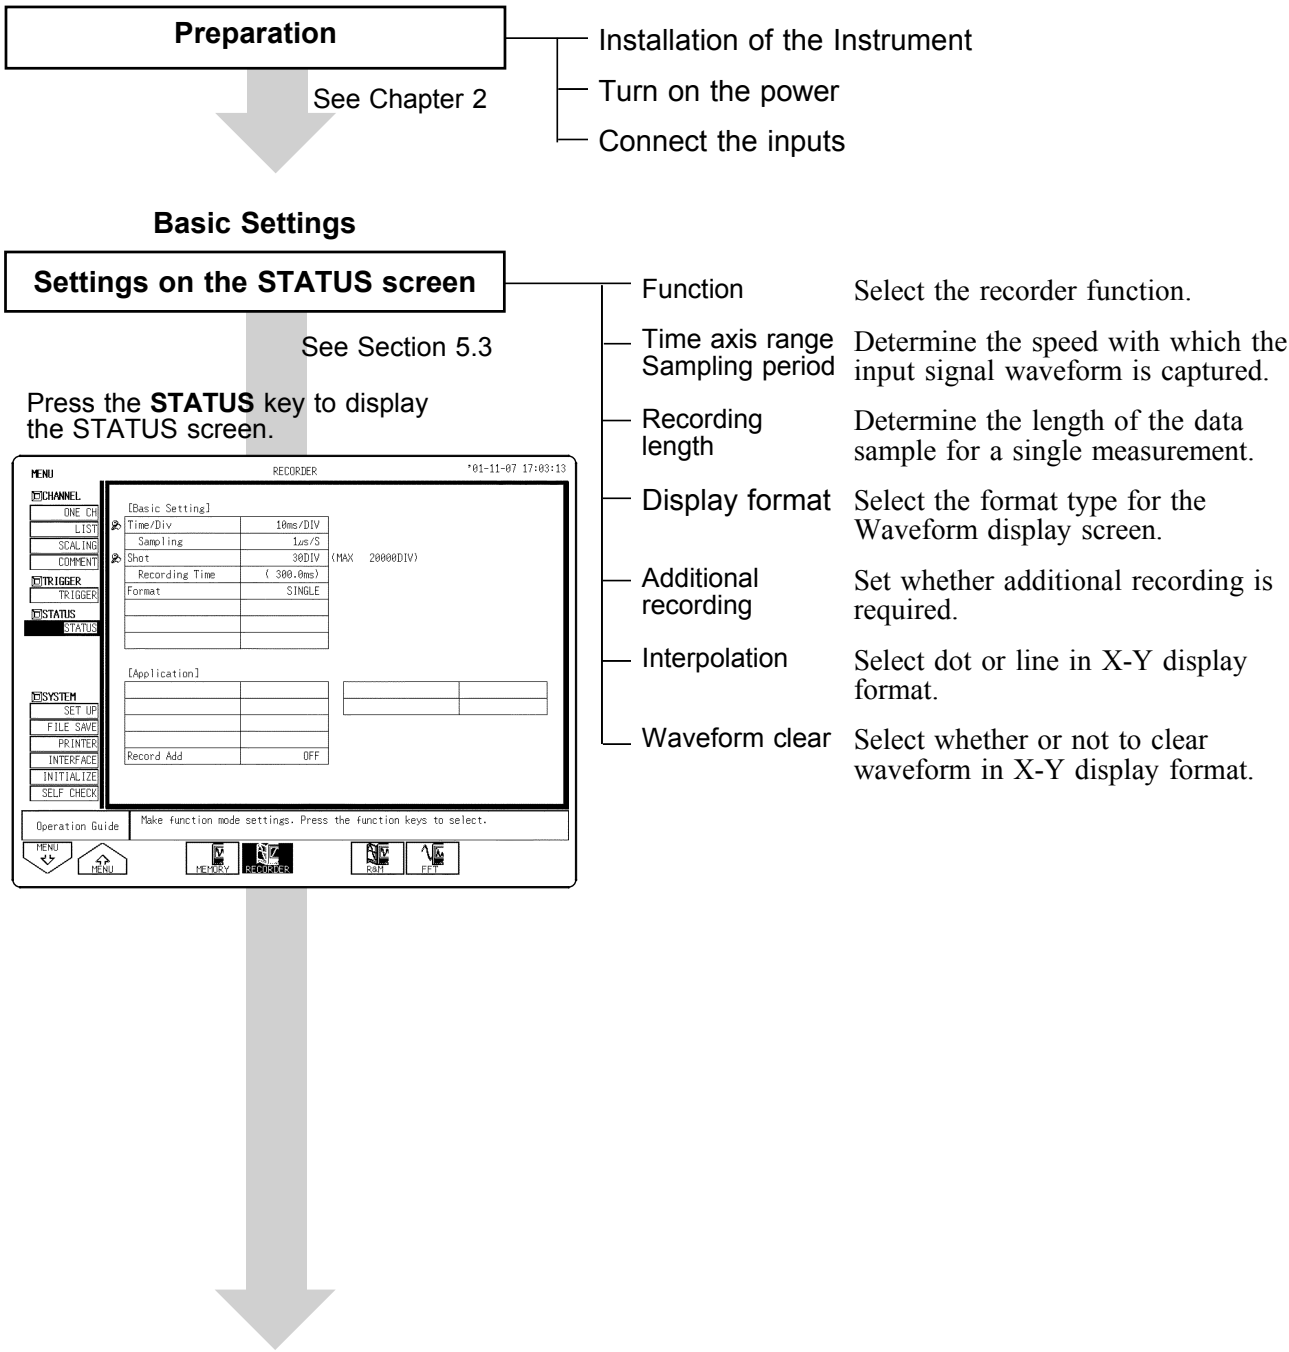 Preparation
Installation of the Instrument
See Chapter 2
Turn on the power
Connect the inputs
Basic Settings
Settings on the STATUS screen
See Section 5.3
Press the STATUS key to display
the STATUS screen.
Function Select the recorder function.
Time axis range Determine the speed with which the
Sampling period input signal waveform is captured.
Recording Determine the length of the data
length sample for a single measurement.
Display format Select the format type for the
Waveform display screen.
Additional Set whether additional recording is
recording required.
Interpolation Select dot or line in X-Y display
format.
Waveform clear Select whether or not to clear
waveform in X-Y display format.
MENU RECORDER '01-11-07 17:03:13
CHANNEL
ONE CH
LIST
SCALING
COMMENT
TRIGGER
TRIGGER
STATUS
STATUS
SYSTEM
SET UP
FILE SAVE
PRINTER
INTERFACE
INITIALIZE
SELF CHECK
[Basic Setting]
Time/Div 10ms/DIV
Sampling 1μs/S
Shot 30DIV (MAX 20000DIV)
Recording Time ( 300.0ms)
Format SINGLE
[Application]
Record Add OFF
Operation Guide Make function mode settings. Press the function keys to select.
MENU
MENU
MEMORY
RECORDER
R&M
FFT